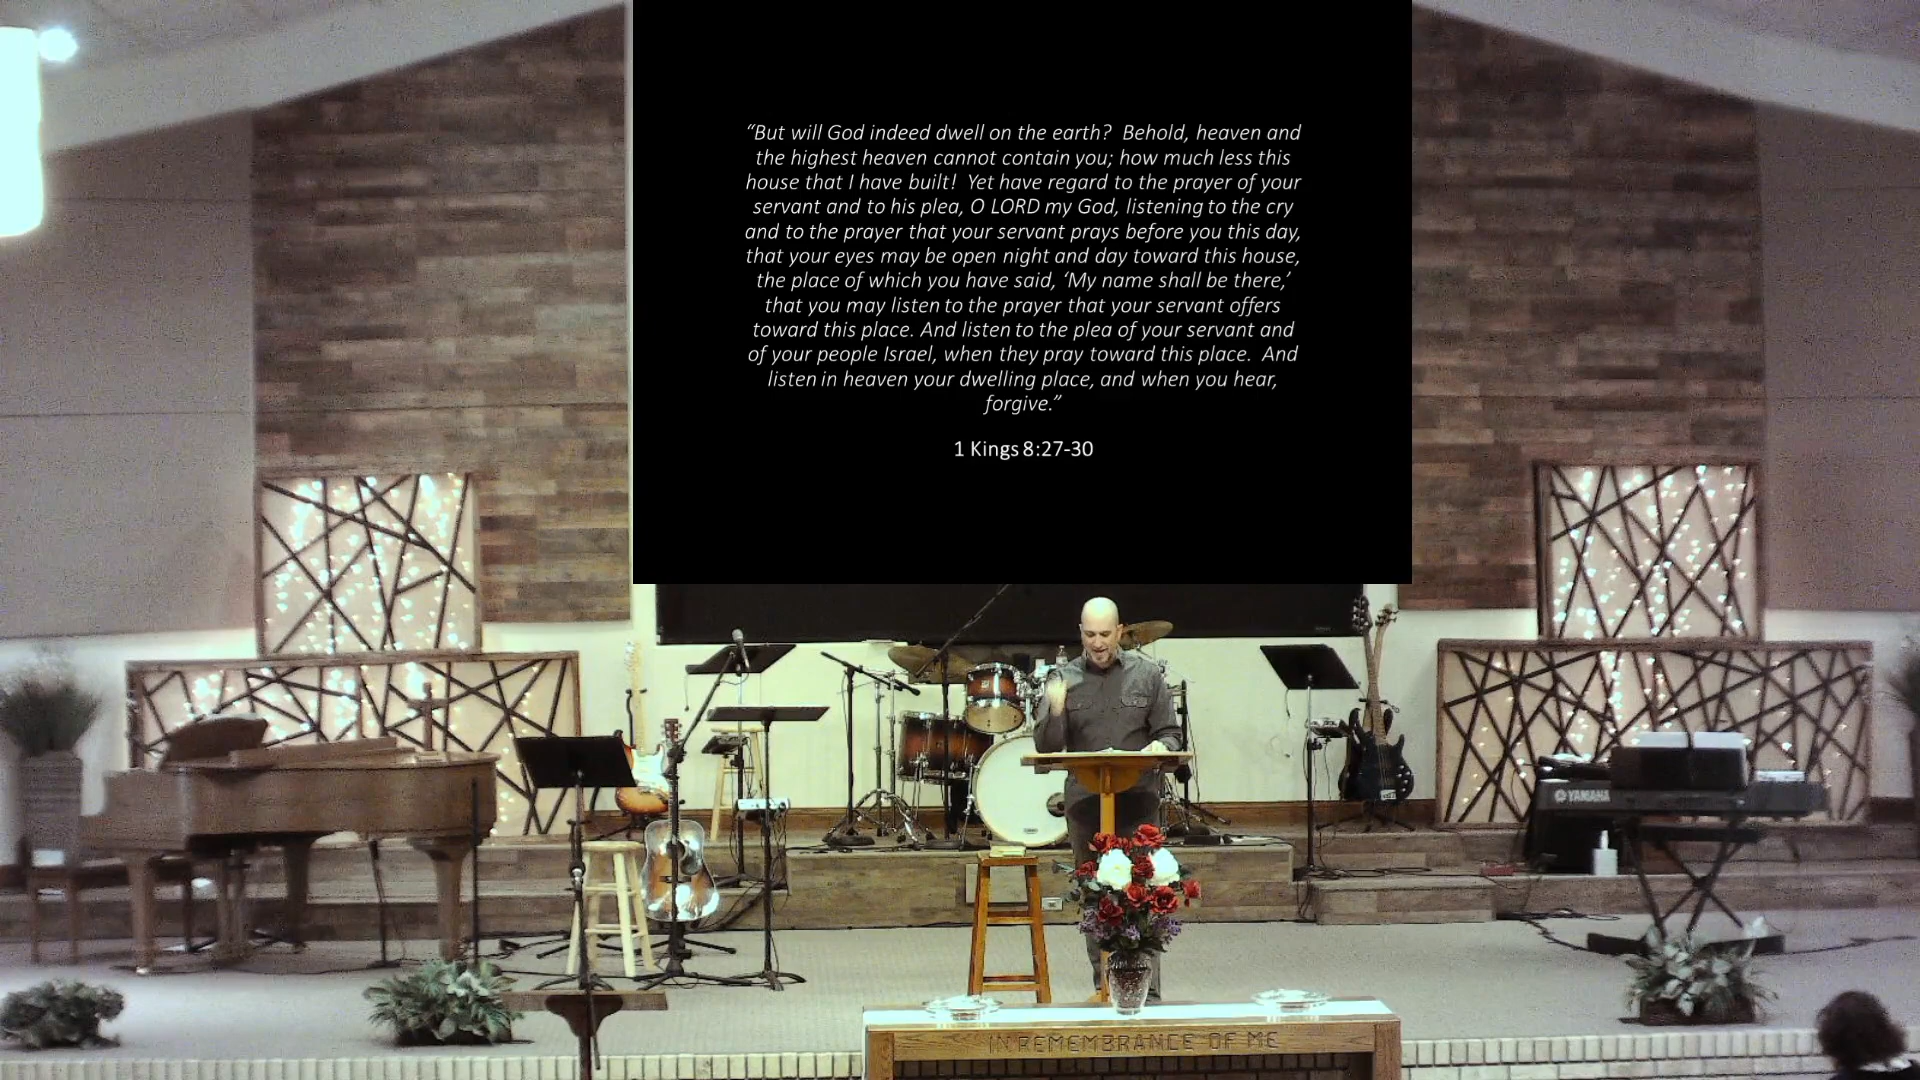 “But will God indeed dwell on the earth?  Behold, heaven and
the highest heaven cannot contain you; how much less this
house that I have built!  Yet have regard to the prayer of your
servant and to his plea, O LORD my God, listening to the cry
and to the prayer that your servant prays before you this day,
that your eyes may be open night and day toward this house,
the place of which you have said, ‘My name shall be there,’
that you may listen to the prayer that your servant offers
toward this place. And listen to the plea of your servant and
of your people Israel, when they pray toward this place.  And
listen in heaven your dwelling place, and when you hear,
forgive.”
1 Kings 8:27-30
YAMAHA
IN REMEMBRANCE OF ME